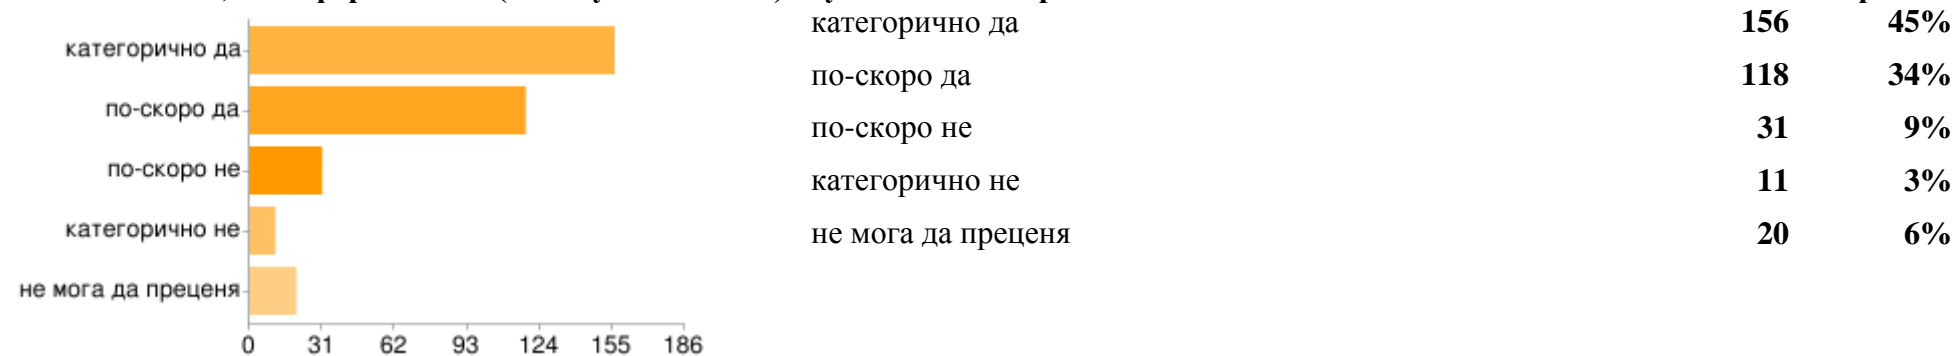 категорично да
по-скоро да
по-скоро не
категорично не
не мога да преценя
0 31 62 93 124 155 186
категорично да 156 45%
по-скоро да 118 34%
по-скоро не 31 9%
категорично не 11 3%
не мога да преценя 20 6%